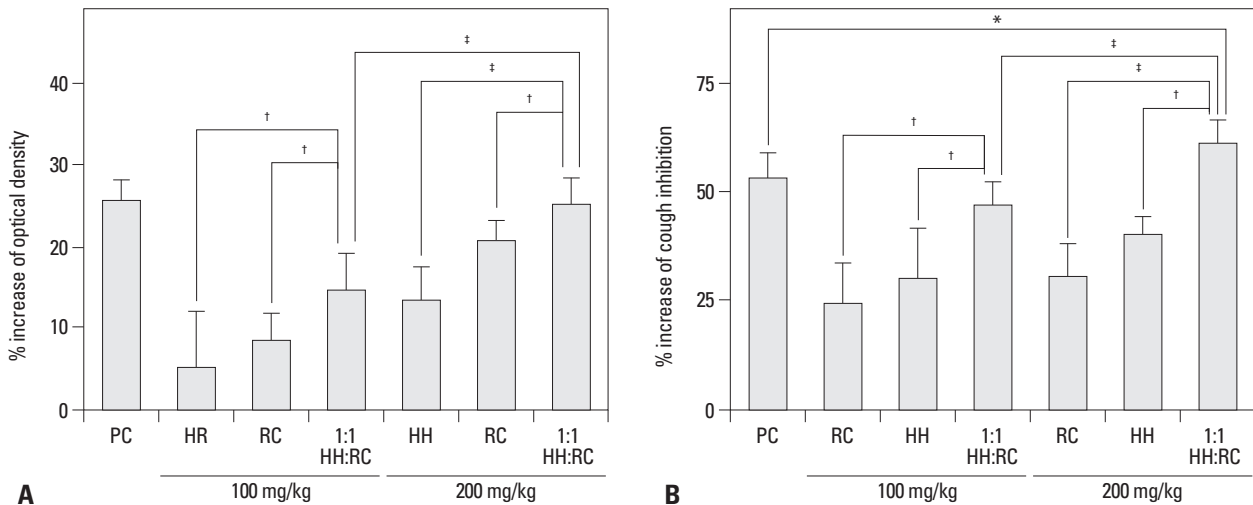 % increase of optical density
40
30
20
10
0
‡
‡
†
†
†
PC
HR
RC
1:1
HH:RC
HH
RC
1:1
HH:RC
100 mg/kg
200 mg/kg
A
% increase of cough inhibition
75
50
25
0
*
‡
‡
†
†
†
PC
RC
HH
1:1
HH:RC
RC
HH
1:1
HH:RC
100 mg/kg
200 mg/kg
B